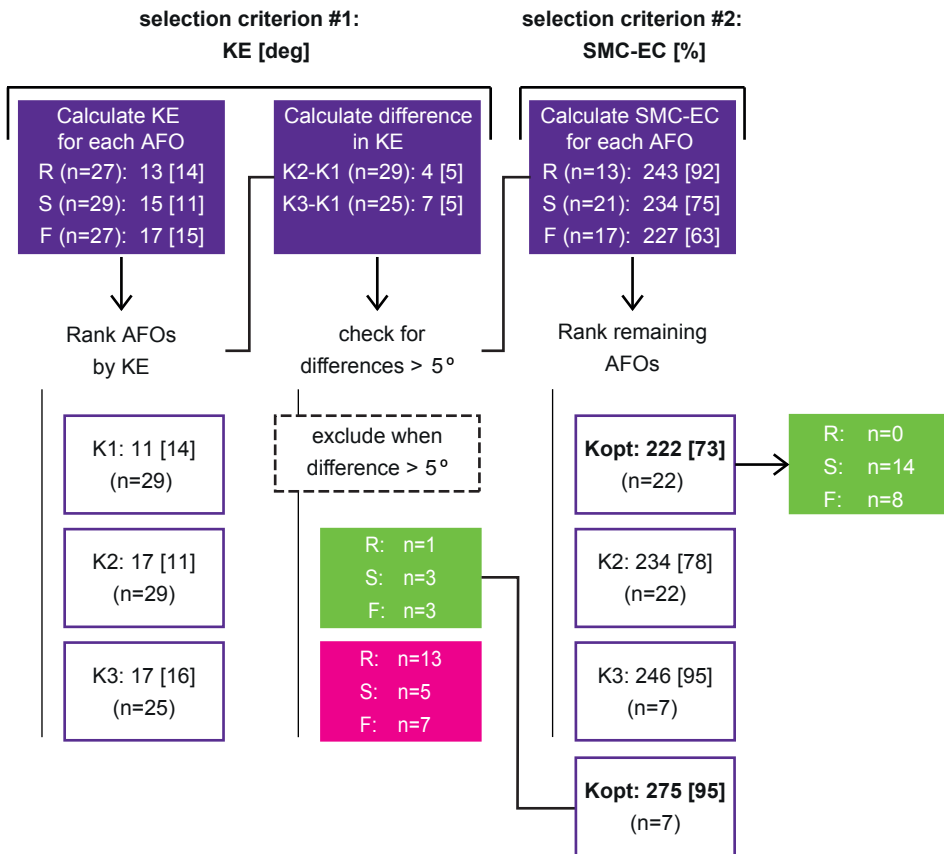 selection criterion #1:
KE [deg]
selection criterion #2:
SMC-EC [%]
Calculate KE
for each AFO
R (n=27): 13 [14]
S (n=29): 15 [11]
F (n=27): 17 [15]
Calculate difference
in KE
K2-K1 (n=29): 4 [5]
K3-K1 (n=25): 7 [5]
Calculate SMC-EC
for each AFO
R (n=13): 243 [92]
S (n=21): 234 [75]
F (n=17): 227 [63]
Rank AFOs
by KE
check for
differences > 5º
Rank remaining
AFOs
K1: 11 [14]
(n=29)
K2: 17 [11]
(n=29)
K3: 17 [16]
(n=25)
exclude when
difference > 5º
R: n=1
S: n=3
F: n=3
R: n=13
S: n=5
F: n=7
Kopt: 222 [73]
(n=22)
K2: 234 [78]
(n=22)
K3: 246 [95]
(n=7)
Kopt: 275 [95]
(n=7)
R: n=0
S: n=14
F: n=8